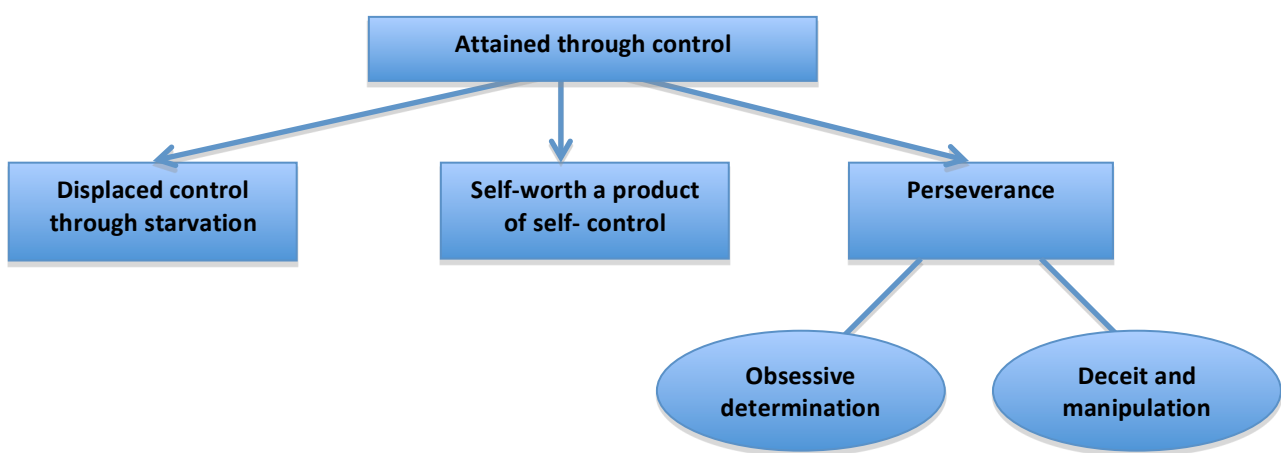 Attained through control
Displaced control
through starvation
Self-worth a product
of self- control
Perseverance
Obsessive
determination
Deceit and
manipulation